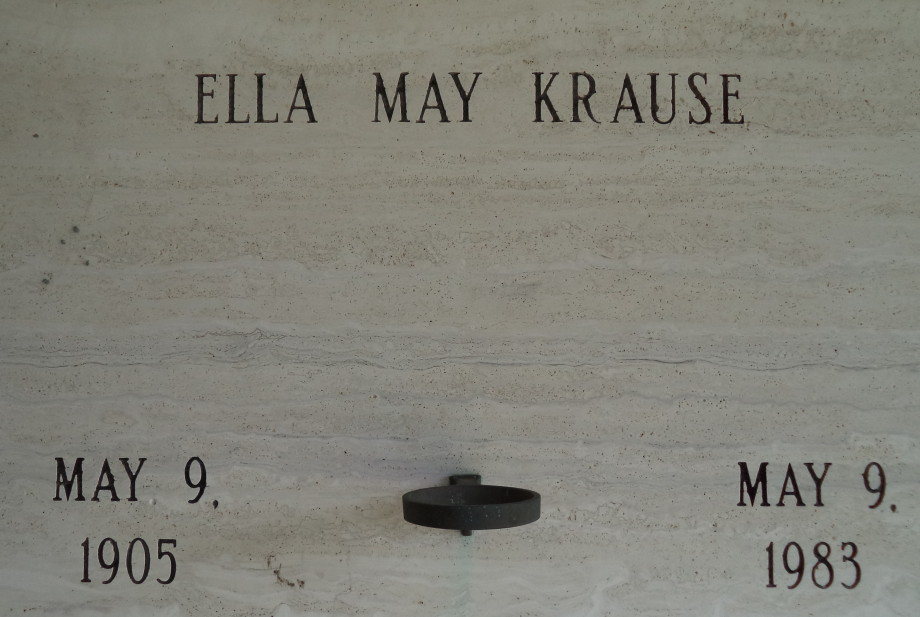 ELLA MAY KRAUSE
MAY 9,
1905
MAY 9.
1983